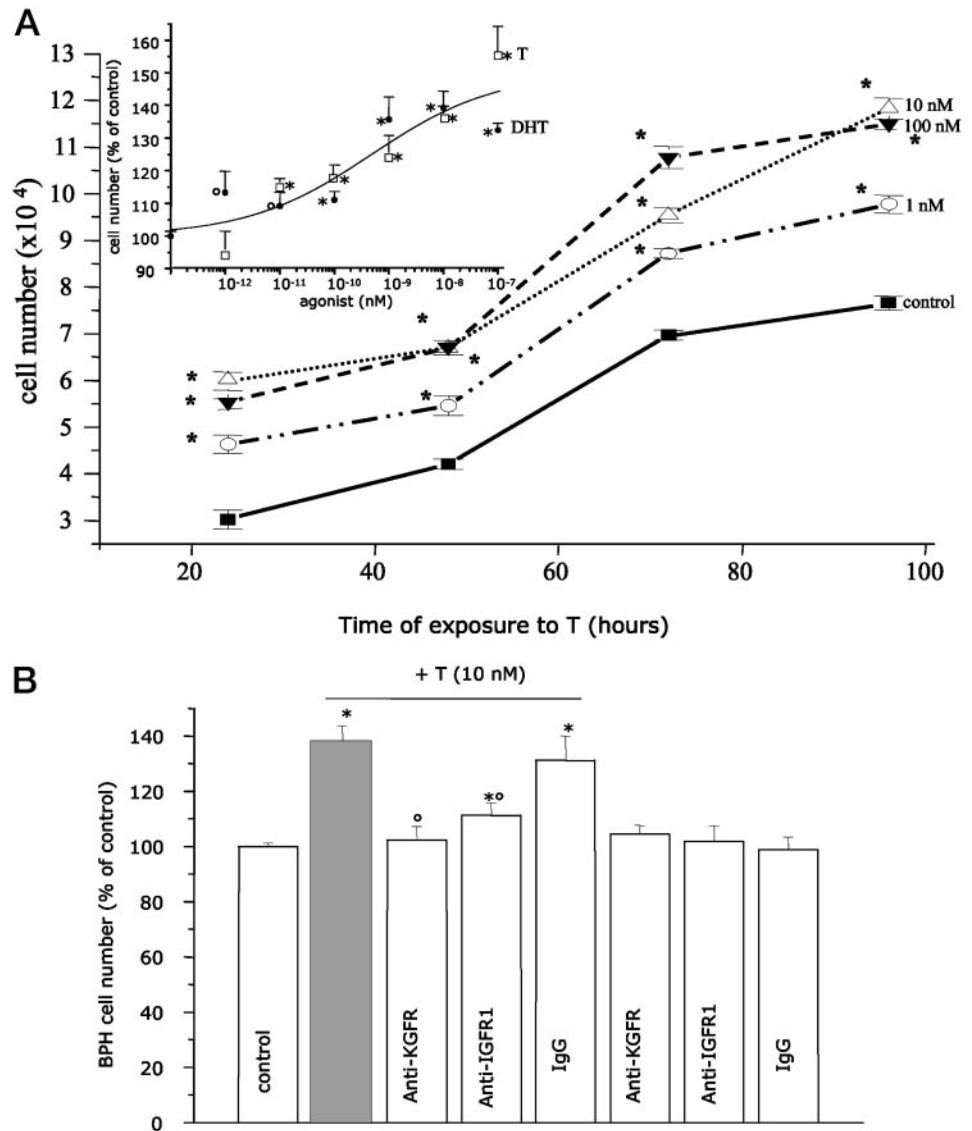 A
cell number (x10 4)
13
12
11
10
9
8
7
6
5
4
3
20
40
60
80
100
Time of exposure to T (hours)
cell number (% of control)
160
150
140
130
120
110
100
90
10-12
10-11
10-10
10-9
10-8
10-7
agonist (nM)
* T
* DHT
10 nM
100 nM
1 nM
control
B
+ T (10 nM)
BPH cell number (% of control)
140
120
100
80
60
40
20
0
*
°
*°
*
control
Anti-KGFR
Anti-IGFR1
IgG
Anti-KGFR
Anti-IGFR1
IgG